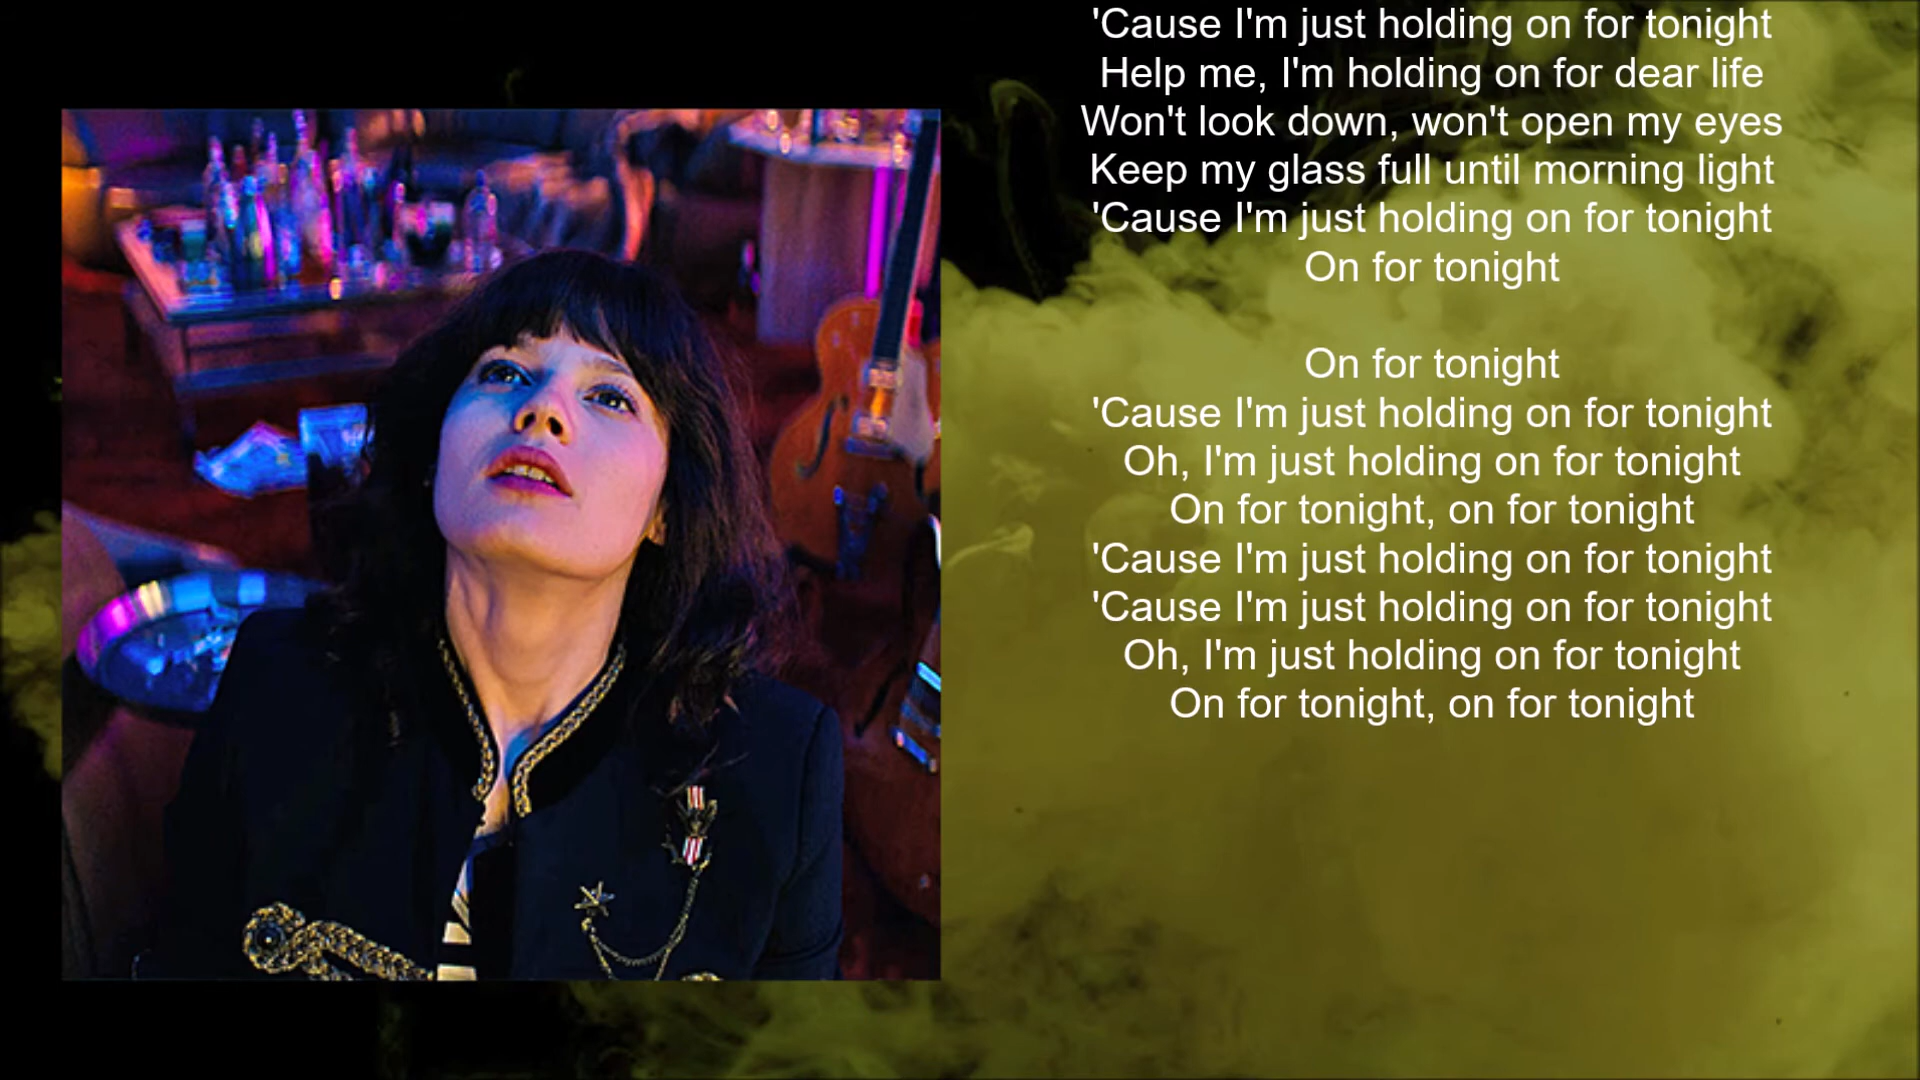 'Cause I'm just holding on for tonight
Help me, I'm holding on for dear life
Won't look down, won't open my eyes
Keep my glass full until morning light
'Cause I'm just holding on for tonight
On for tonight
On for tonight
'Cause I'm just holding on for tonight
Oh, I'm just holding on for tonight
On for tonight, on for tonight
'Cause I'm just holding on for tonight
'Cause I'm just holding on for tonight
Oh, I'm just holding on for tonight
On for tonight, on for tonight